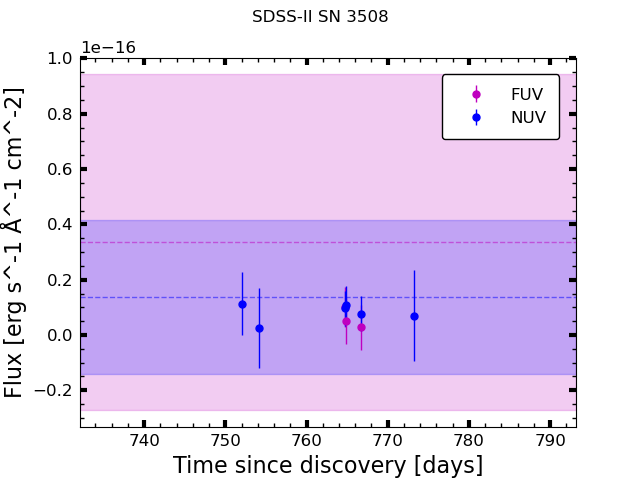 SDSS-II SN 3508
1e−16
1.0
0.8
0.6
0.4
0.2
0.0
−0.2
Flux [erg s^-1 Å^-1 cm^-2]
FUV
NUV
740 750 760 770 780 790
Time since discovery [days]